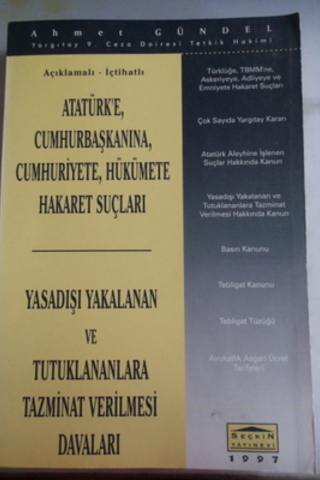 Ahmet GÜNDEL
Yargıtay 9. Ceza Dairesi Tetkik Hakimi
Açıklamalı - İçtihatlı
ATATÜRK'E,
CUMHURBAŞKANINA,
CUMHURİYETE, HÜKÜMETE
HAKARET SUÇLARI
YASADIŞI YAKALANAN
VE
TUTUKLANANLARA
TAZMİNAT VERİLMESİ
DAVALARI
Türklüğe, TBMM'ne,
Askeriyeye, Adliyeye ve
Emniyete Hakaret Suçları
Çok Sayıda Yargıtay Kararı
Atatürk Aleyhine İşlenen
Suçlar Hakkında Kanun
Yasadışı Yakalanan ve
Tutuklananlara Tazminat
Verilmesi Hakkında Kanun
Basın Kanunu
Tebligat Kanunu
Tebligat Tüzüğü
Avukatlık Asgari Ücret
Tarifeleri
SEÇKİN
YAYINEVİ
1997